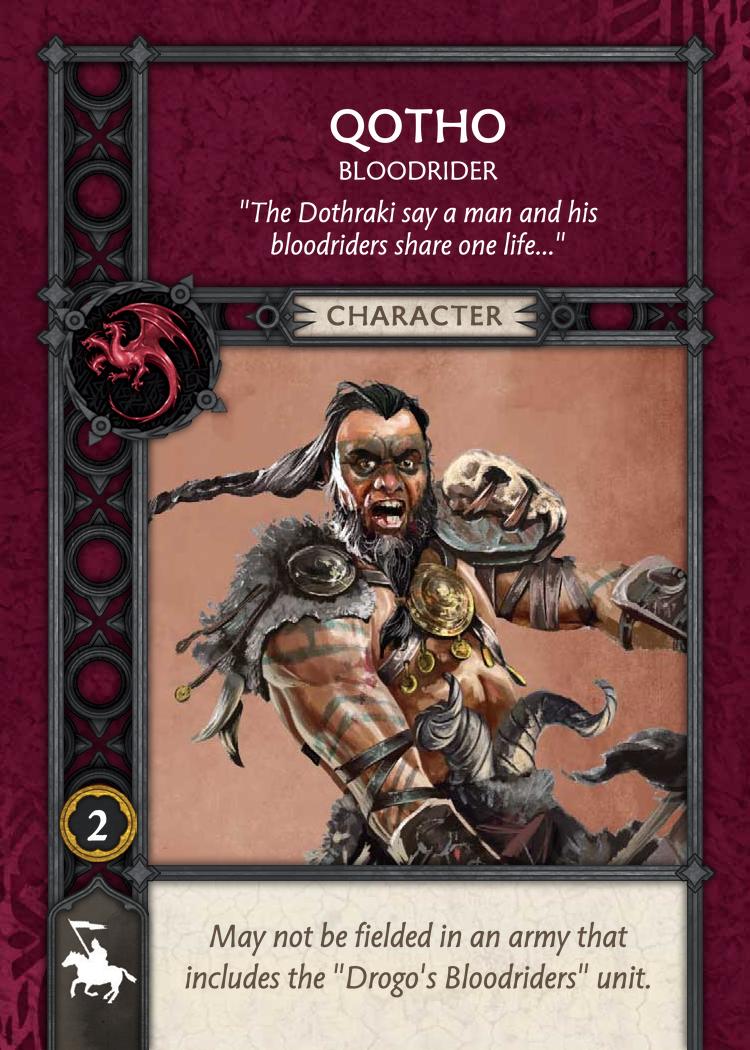 QOTHO
BLOODRIDER
"The Dothraki say a man and his
bloodriders share one life..."
CHARACTER
2
May not be fielded in an army that
includes the "Drogo's Bloodriders" unit.